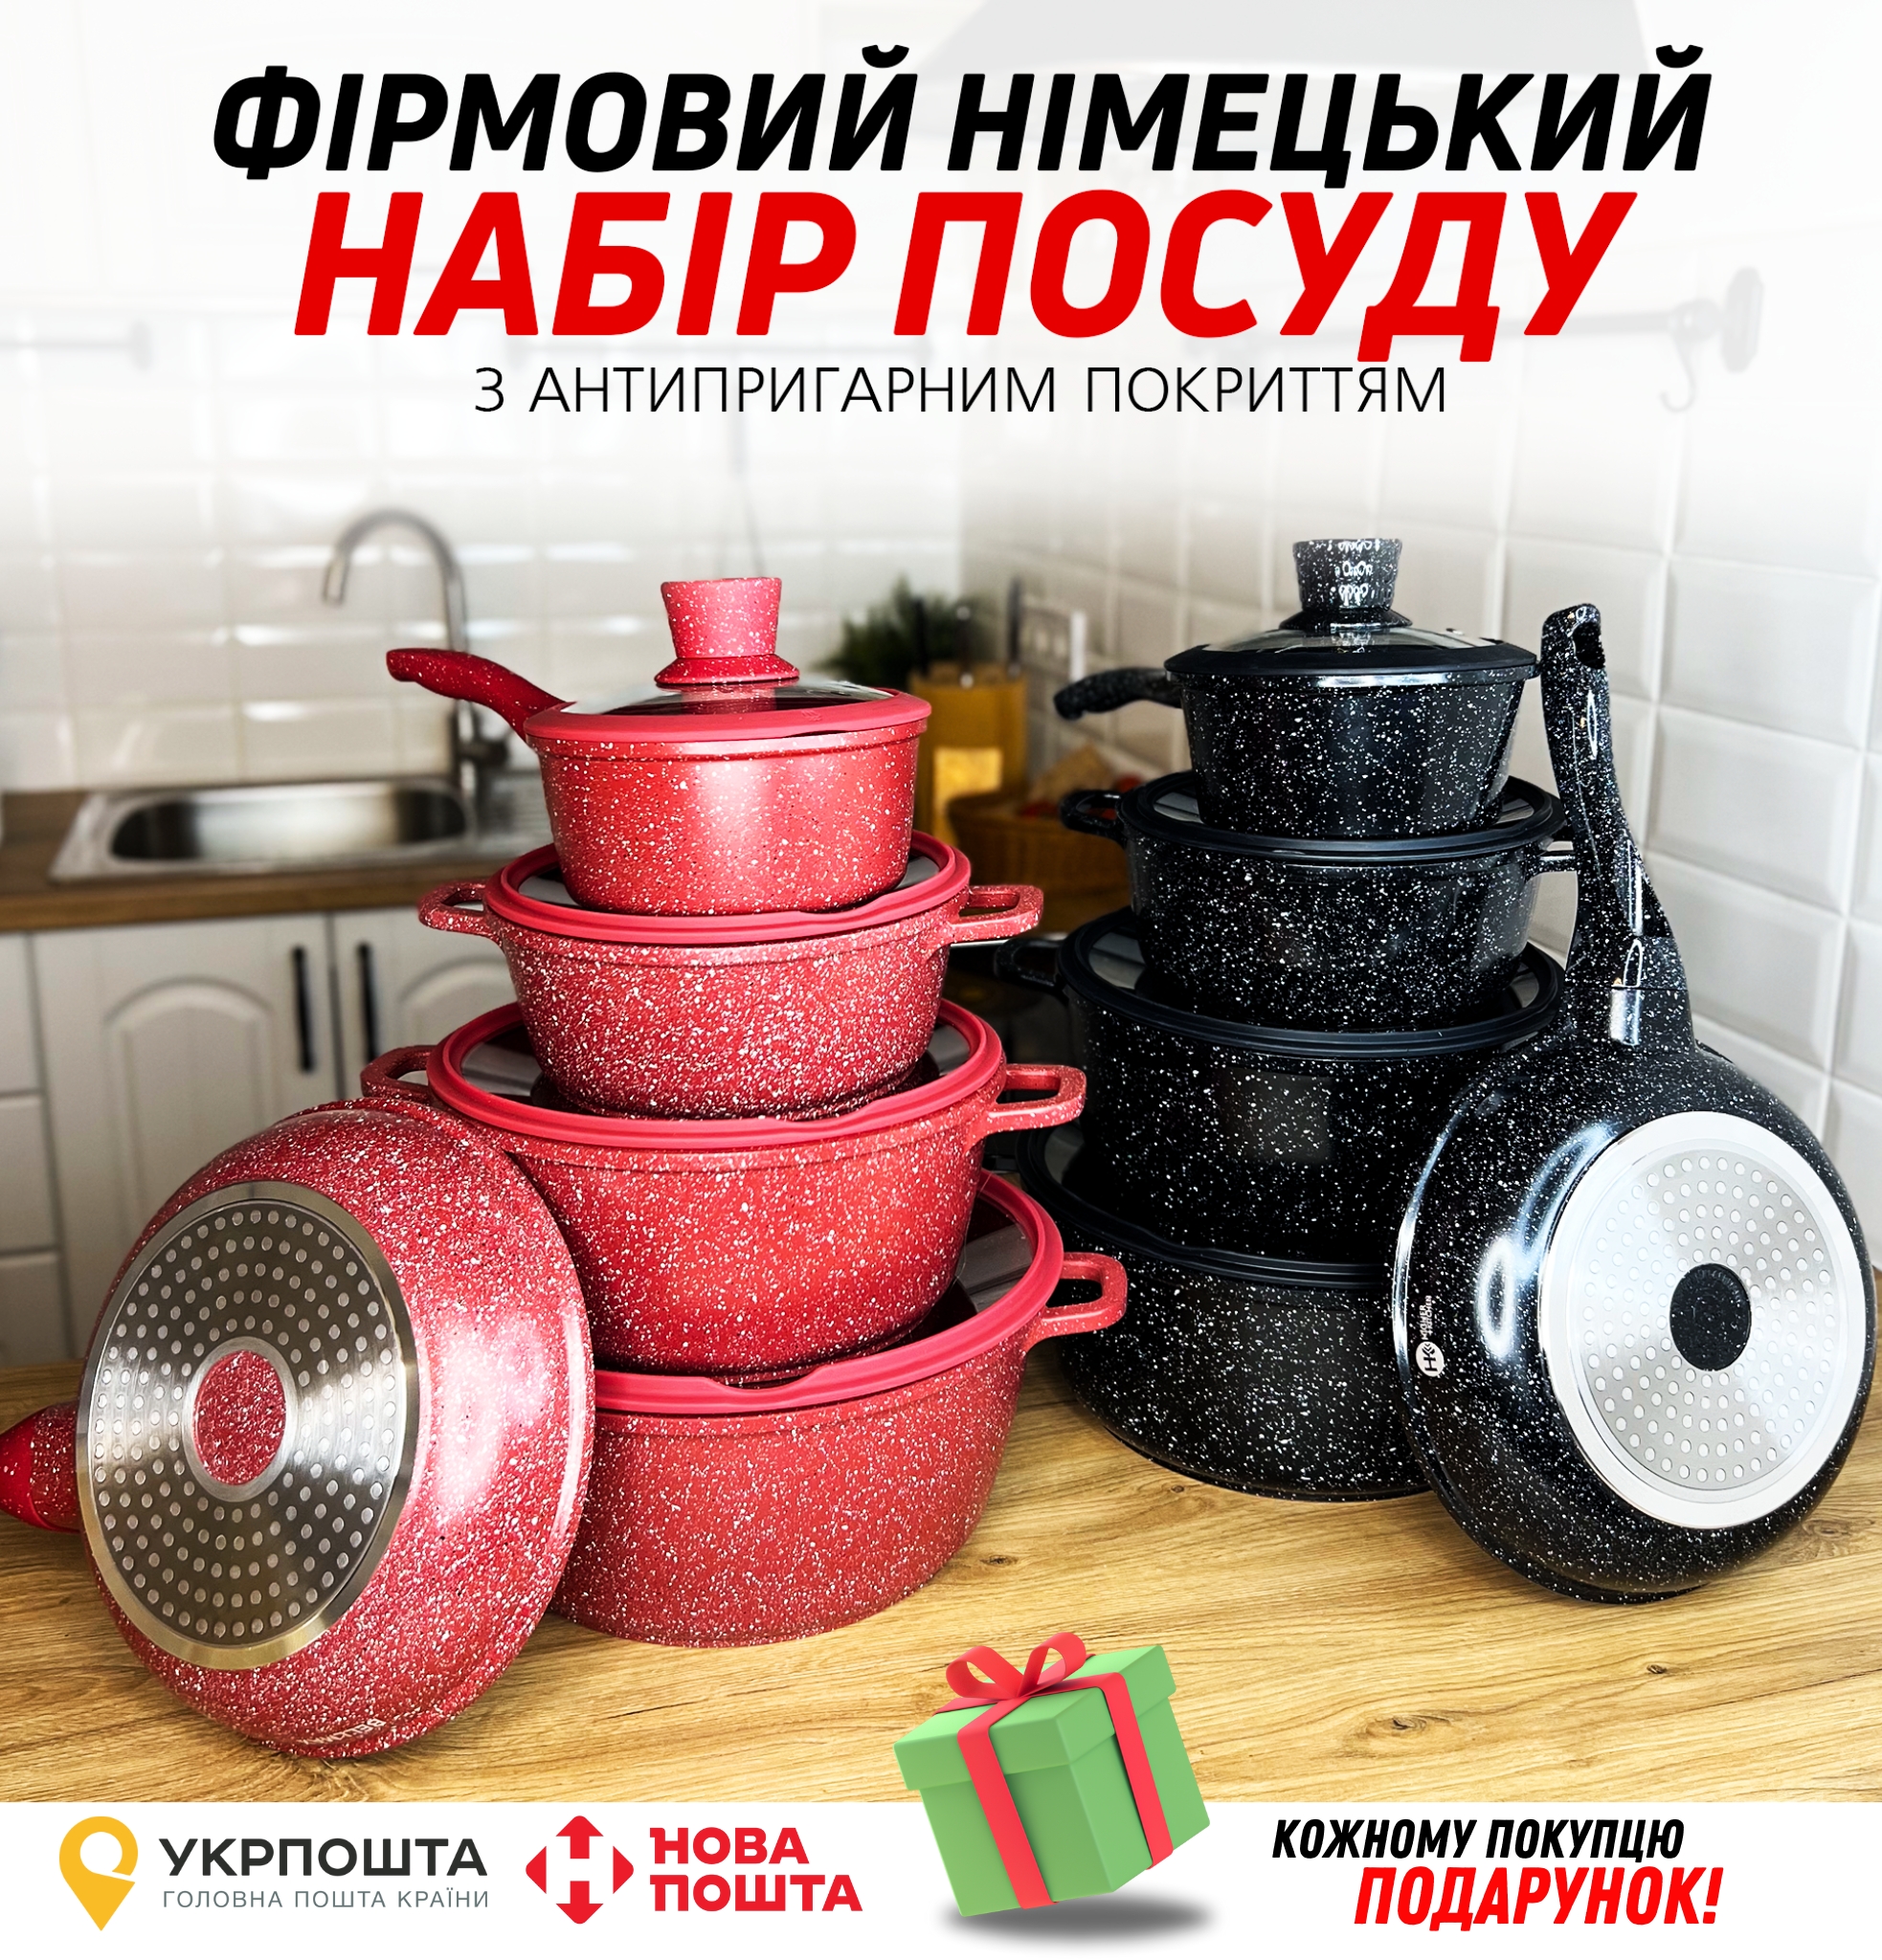 ФІРМОВИЙ НІМЕЦЬКИЙ
НАБІР ПОСУДУ
З АНТИПРИГАРНИМ ПОКРИТТЯМ
УКРПОШТА
ГОЛОВНА ПОШТА КРАЇНИ
НОВА
ПОШТА
КОЖНОМУ ПОКУПЦЮ
ПОДАРУНОК!